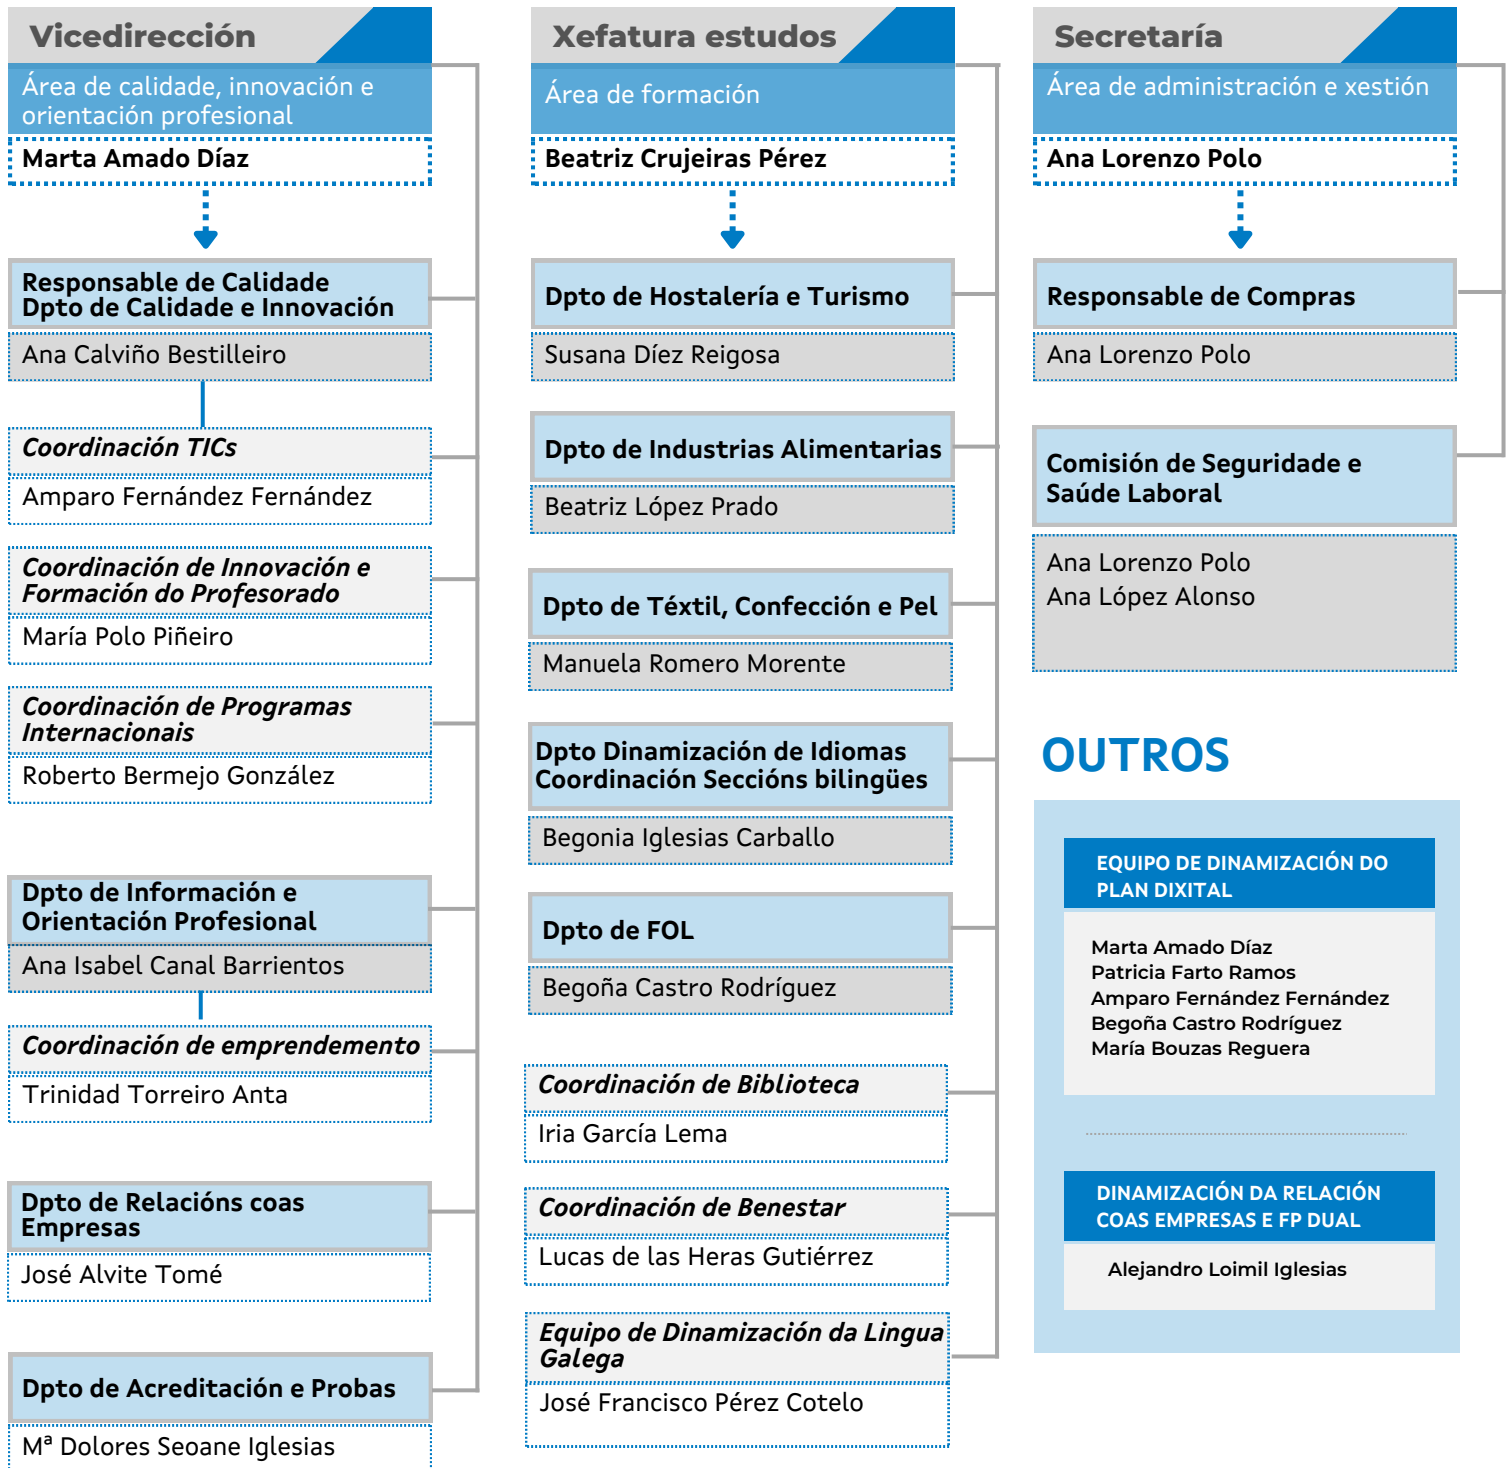 Vicedirección
Área de calidade, innovación e
orientación profesional
Marta Amado Díaz
Responsable de Calidade
Dpto de Calidade e Innovación
Ana Calviño Bestilleiro
Coordinación TICs
Amparo Fernández Fernández
Coordinación de Innovación e
Formación do Profesorado
María Polo Piñeiro
Coordinación de Programas
Internacionais
Roberto Bermejo González
Dpto de Información e
Orientación Profesional
Ana Isabel Canal Barrientos
Coordinación de emprendemento
Trinidad Torreiro Anta
Dpto de Relacións coas
Empresas
José Alvite Tomé
Dpto de Acreditación e Probas
Mª Dolores Seoane Iglesias
Xefatura estudos
Área de formación
Beatriz Crujeiras Pérez
Dpto de Hostalería e Turismo
Susana Díez Reigosa
Dpto de Industrias Alimentarias
Beatriz López Prado
Dpto de Téxtil, Confección e Pel
Manuela Romero Morente
Dpto Dinamización de Idiomas
Coordinación Seccións bilingües
Begonia Iglesias Carballo
Dpto de FOL
Begoña Castro Rodríguez
Coordinación de Biblioteca
Iria García Lema
Coordinación de Benestar
Lucas de las Heras Gutiérrez
Equipo de Dinamización da Lingua
Galega
José Francisco Pérez Cotelo
Secretaría
Área de administración e xestión
Ana Lorenzo Polo
Responsable de Compras
Ana Lorenzo Polo
Comisión de Seguridade e
Saúde Laboral
Ana Lorenzo Polo
Ana López Alonso
OUTROS
EQUIPO DE DINAMIZACIÓN DO
PLAN DIXITAL
Marta Amado Díaz
Patricia Farto Ramos
Amparo Fernández Fernández
Begoña Castro Rodríguez
María Bouzas Reguera
DINAMIZACIÓN DA RELACIÓN
COAS EMPRESAS E FP DUAL
Alejandro Loimil Iglesias